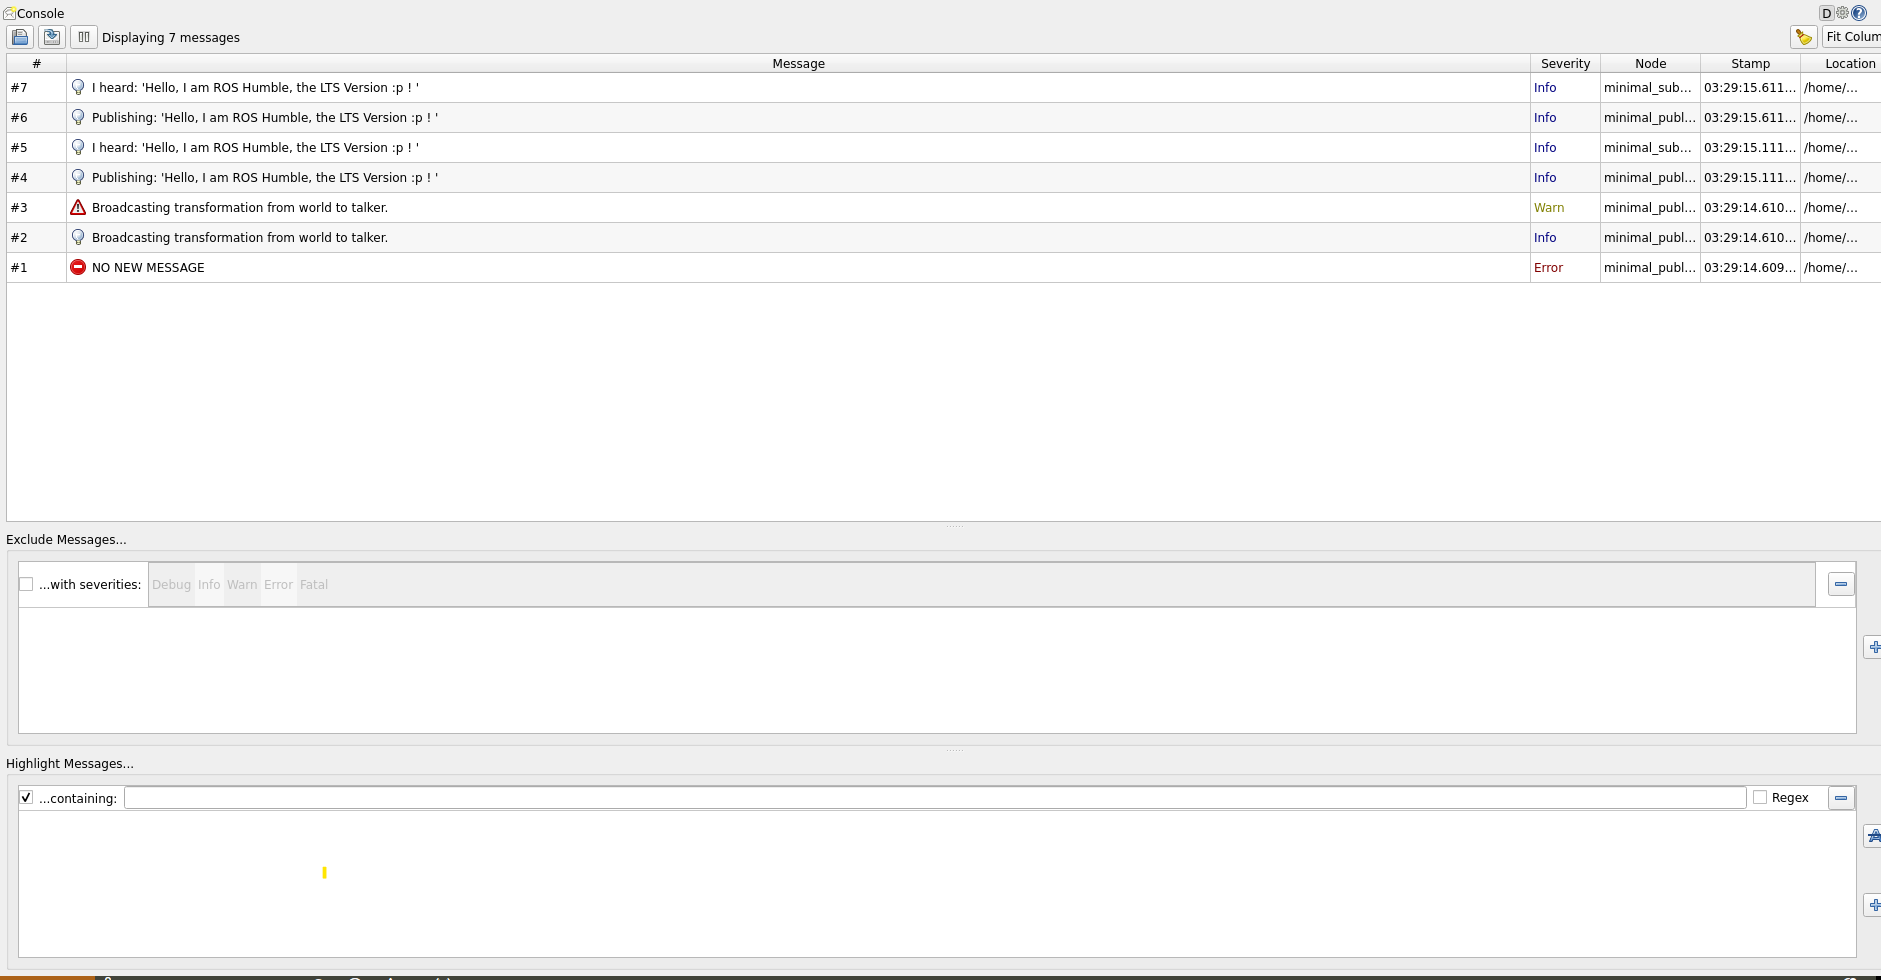 Console D
Displaying 7 messages Fit Colum
# Message Severity Node Stamp Location
#7 I heard: 'Hello, I am ROS Humble, the LTS Version :p ! ' Info minimal_sub... 03:29:15.611... /home/...
#6 Publishing: 'Hello, I am ROS Humble, the LTS Version :p ! ' Info minimal_publ... 03:29:15.611... /home/...
#5 I heard: 'Hello, I am ROS Humble, the LTS Version :p ! ' Info minimal_sub... 03:29:15.111... /home/...
#4 Publishing: 'Hello, I am ROS Humble, the LTS Version :p ! ' Info minimal_publ... 03:29:15.111... /home/...
#3 Broadcasting transformation from world to talker. Warn minimal_publ... 03:29:14.610... /home/...
#2 Broadcasting transformation from world to talker. Info minimal_publ... 03:29:14.610... /home/...
#1 NO NEW MESSAGE Error minimal_publ... 03:29:14.609... /home/...
Exclude Messages...
...with severities: Debug Info Warn Error Fatal
Highlight Messages...
...containing: Regex